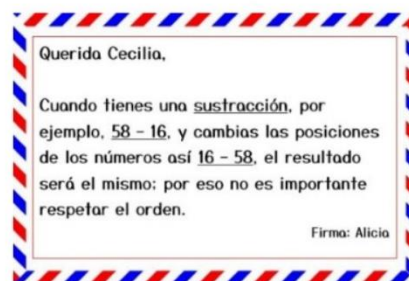 Querida Cecilia,
Cuando tienes una sustracción, por
ejemplo, 58 - 16, y cambias las posiciones
de los números así 16 - 58, el resultado
será el mismo; por eso no es importante
respetar el orden.
Firma: Alicia